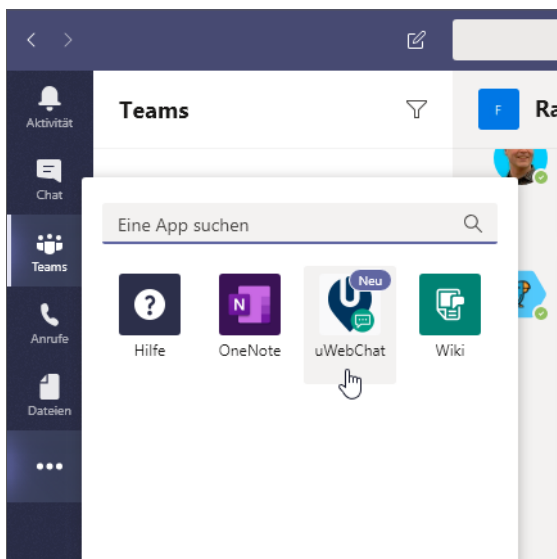 Aktivität
Chat
Teams
Anrufe
Dateien
Teams
F
Ra
Eine App suchen
Neu
Hilfe
OneNote
uWebChat
Wiki